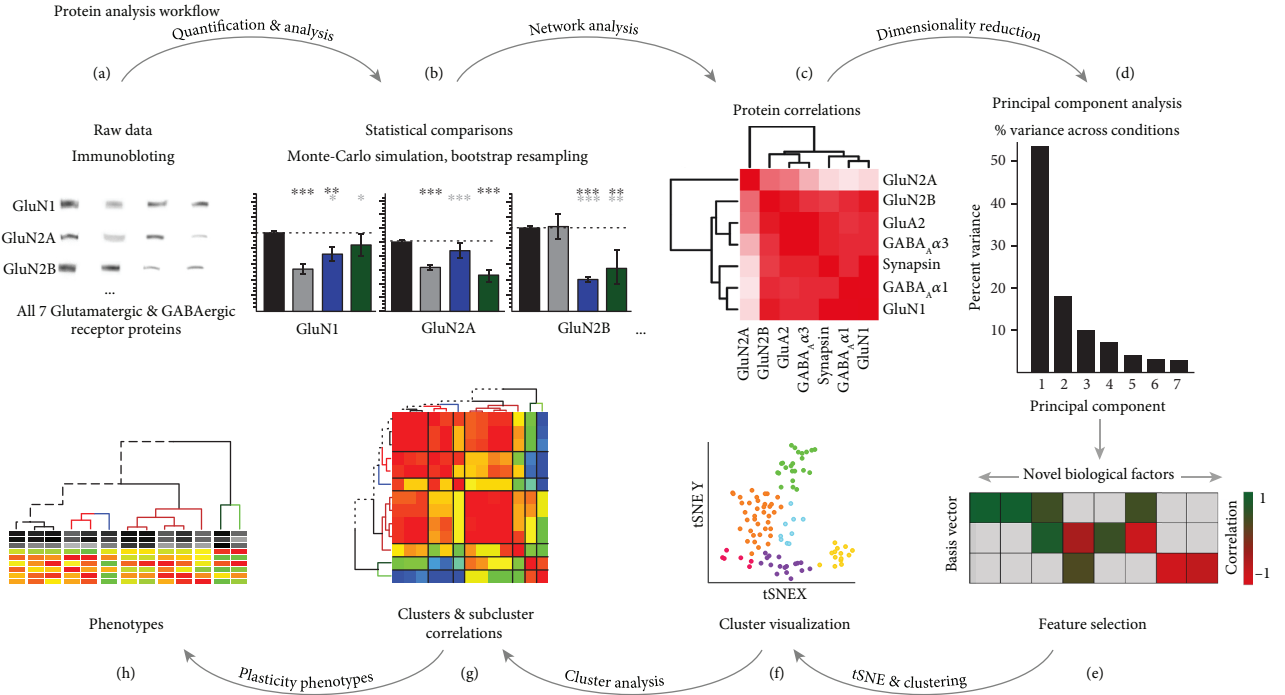 Protein analysis workflow
Quantification & analysis
Network analysis
Dimensionality reduction
(a)
(b)
(c)
(d)
Raw data
Immunobloting
GluN1
GluN2A
GluN2B
...
All 7 Glutamatergic & GABAergic
receptor proteins
Statistical comparisons
Monte-Carlo simulation, bootstrap resampling
*** ** *
*
*** *** ***
*** **
*** **
GluN1
GluN2A
GluN2B
...
Protein correlations
GluN2A
GluN2B
GluA2
GABAAα3
Synapsin
GABAAα1
GluN1
GluN2A
GluN2B
GluA2
GABAAα3
Synapsin
GABAAα1
GluN1
Principal component analysis
% variance across conditions
Percent variance
50
40
30
20
10
1 2 3 4 5 6 7
Principal component
Novel biological factors
Basis vector
Correlation
1
–1
Feature selection
(e)
tSNE & clustering
tSNE Y
tSNEX
Cluster visualization
(f)
Cluster analysis
Clusters & subcluster
correlations
(g)
Plasticity phenotypes
Phenotypes
(h)